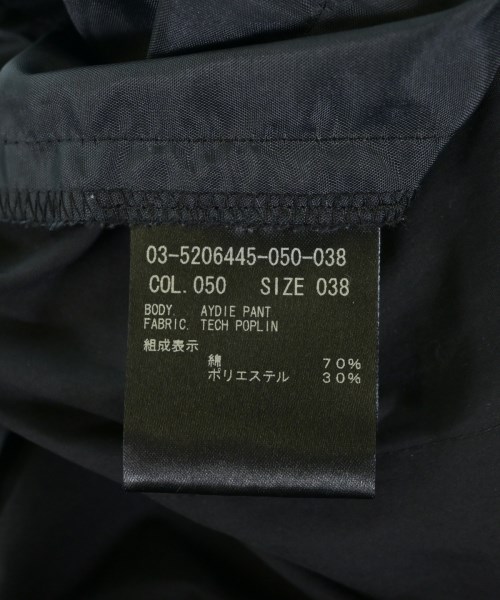 03-5206445-050-038
COL. 050 SIZE 038
BODY. AYDIE PANT
FABRIC. TECH POPLIN
組成表示
綿 70%
ポリエステル 30%